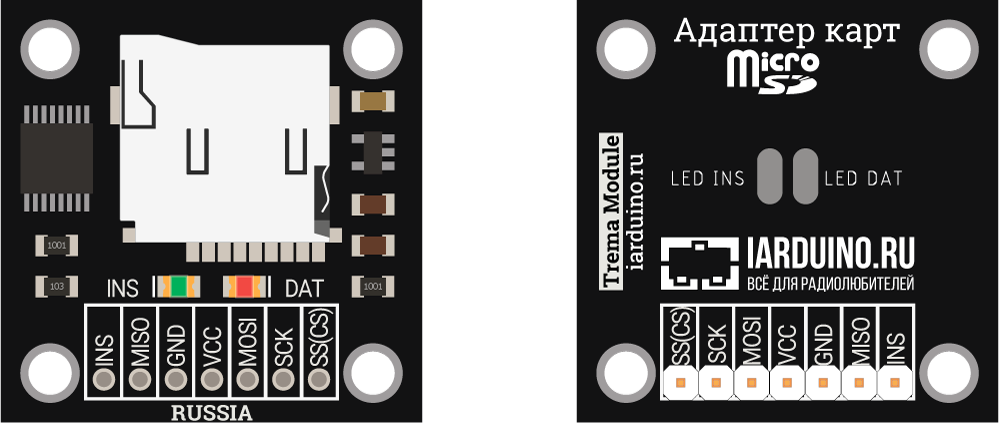 1001
103
1001
INS
DAT
INS
MISO
GND
VCC
MOSI
SCK
SS(CS)
RUSSIA
Адаптер карт
Micro
SD
Trema Module
iarduino.ru
LED INS
LED DAT
IARDUINO.RU
ВСЁ ДЛЯ РАДИОЛЮБИТЕЛЕЙ
SS(CS)
SCK
MOSI
VCC
GND
MISO
INS